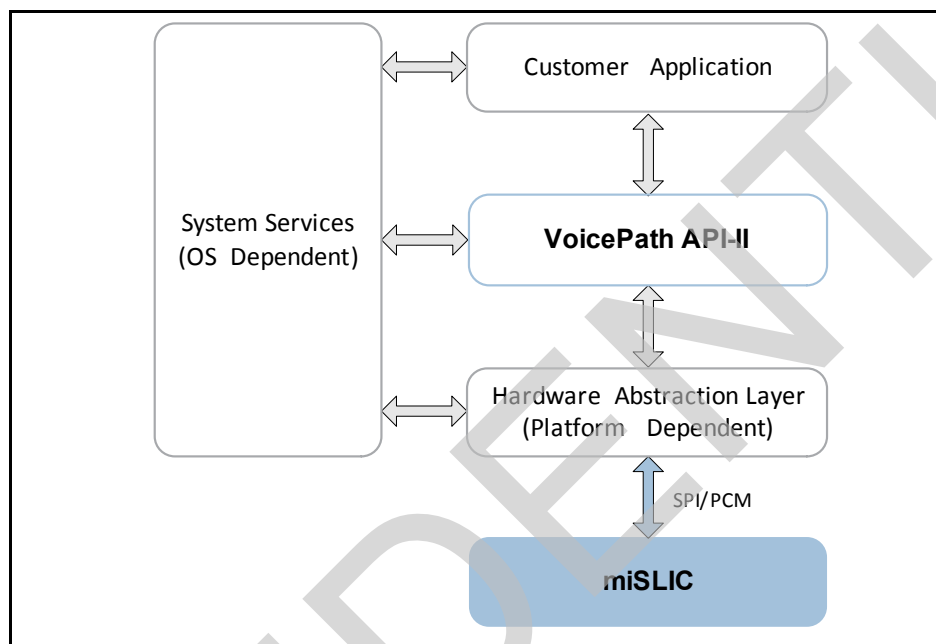 Customer Application
System Services
(OS Dependent)
VoicePath API-II
Hardware Abstraction Layer
(Platform Dependent)
SPI/PCM
miSLIC